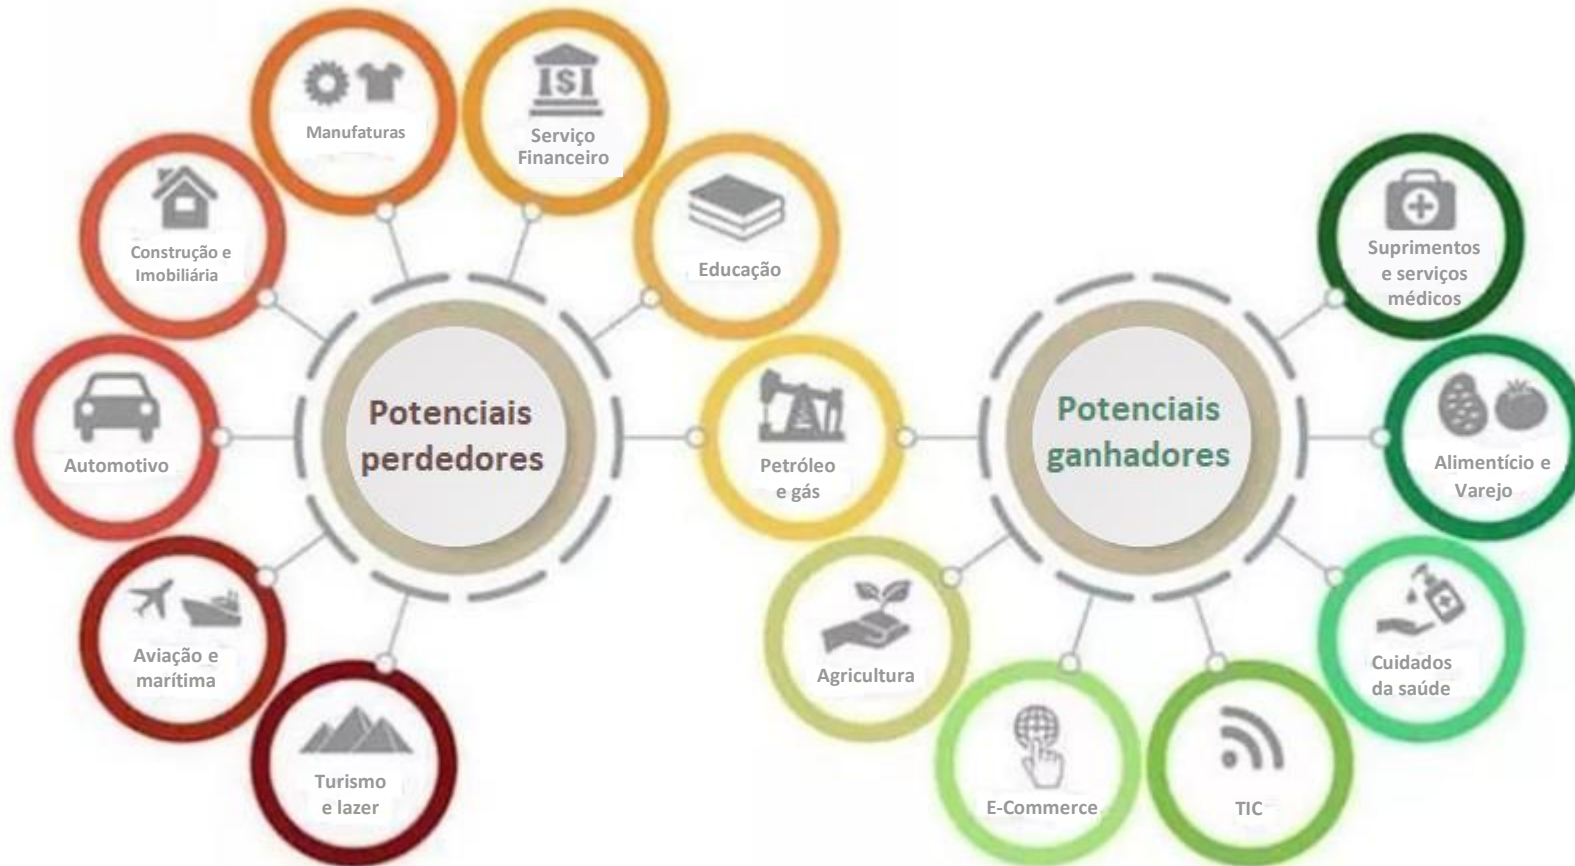 Manufaturas
Serviço
Financeiro
Construção e
Imobiliária
Educação
Suprimentos
e serviços
médicos
Potenciais
perdedores
Potenciais
ganhadores
Automotivo
Petróleo
e gás
Alimentício e
Varejo
Aviação e
marítima
Agricultura
Cuidados
da saúde
Turismo
e lazer
E-Commerce
TIC